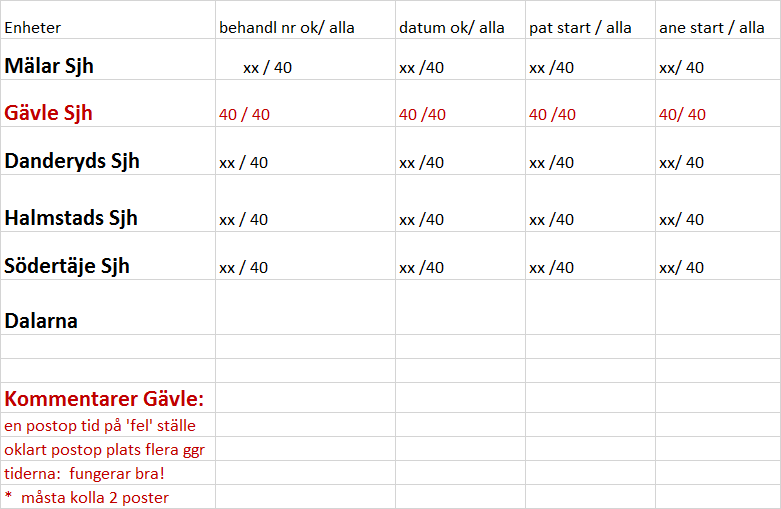 Enheter behandl nr ok/ alla datum ok/ alla pat start / alla ane start / alla
Mälar Sjh xx / 40 xx /40 xx /40 xx/ 40
Gävle Sjh 40 / 40 40 /40 40 /40 40/ 40
Danderyds Sjh xx / 40 xx /40 xx /40 xx/ 40
Halmstads Sjh xx / 40 xx /40 xx /40 xx/ 40
Södertäje Sjh xx / 40 xx /40 xx /40 xx/ 40
Dalarna
Kommentarer Gävle:
en postop tid på 'fel' ställe
oklart postop plats flera ggr
tiderna: fungerar bra!
* måsta kolla 2 poster